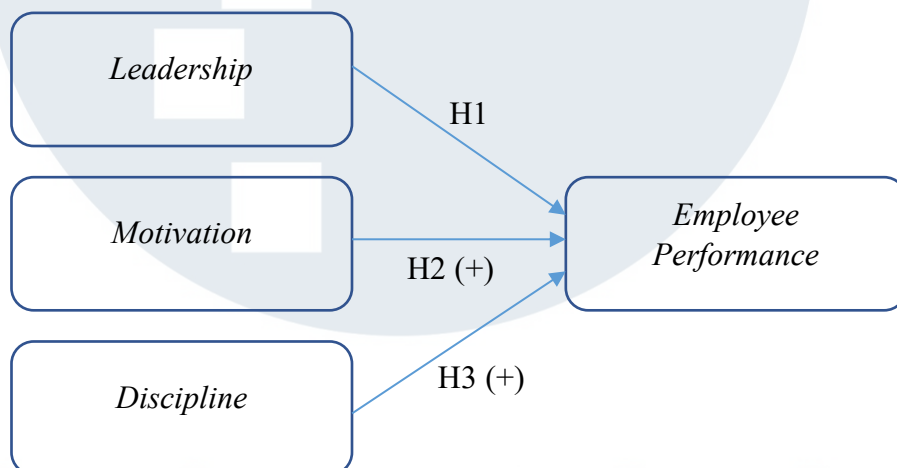 Leadership
H1
Motivation
H2 (+)
Employee
Performance
H3 (+)
Discipline